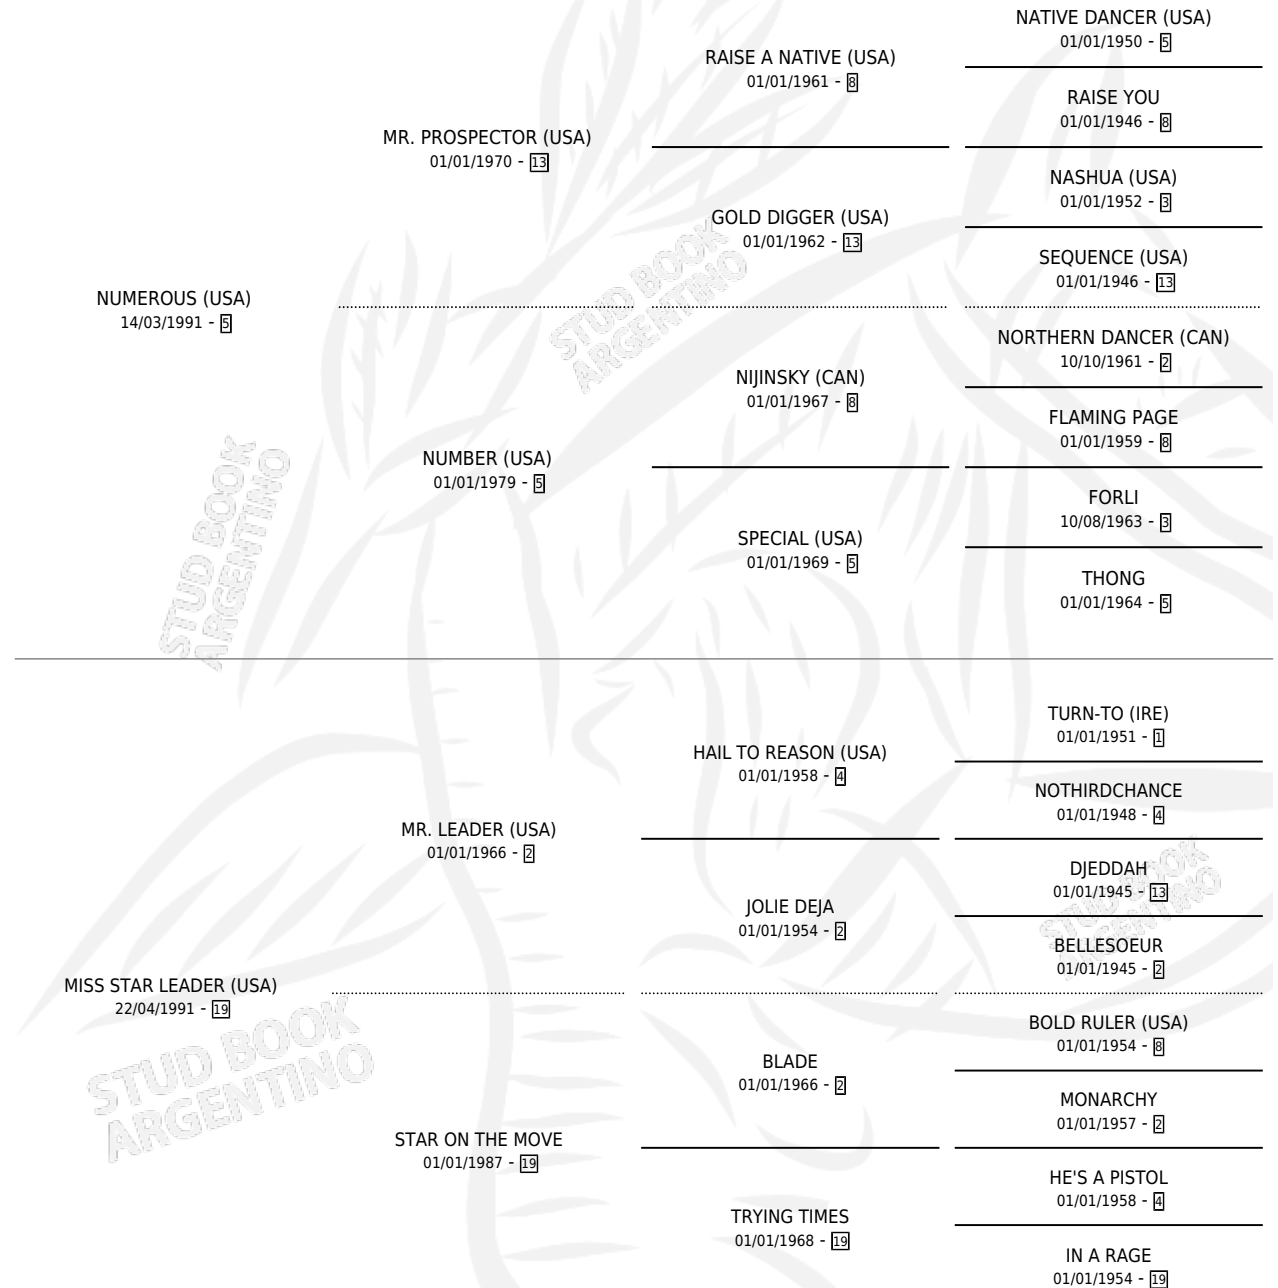 NATIVE DANCER (USA)
01/01/1950 - 5
RAISE A NATIVE (USA)
01/01/1961 - 8
RAISE YOU
01/01/1946 - 8
MR. PROSPECTOR (USA)
01/01/1970 - 13
NASHUA (USA)
01/01/1952 - 3
GOLD DIGGER (USA)
01/01/1962 - 13
SEQUENCE (USA)
01/01/1946 - 13
NUMEROUS (USA)
14/03/1991 - 5
STUD BOOK
ARGENTINO
NORTHERN DANCER (CAN)
10/10/1961 - 2
NIJINSKY (CAN)
01/01/1967 - 8
FLAMING PAGE
01/01/1959 - 8
NUMBER (USA)
01/01/1979 - 5
FORLI
10/08/1963 - 3
SPECIAL (USA)
01/01/1969 - 5
THONG
01/01/1964 - 5
STUD BOOK
ARGENTINO
TURN-TO (IRE)
01/01/1951 - 1
HAIL TO REASON (USA)
01/01/1958 - 4
NOTHIRDCHANCE
01/01/1948 - 4
MR. LEADER (USA)
01/01/1966 - 2
DJEDDAH
01/01/1945 - 13
JOLIE DEJA
01/01/1954 - 2
BELLESOEUR
01/01/1945 - 2
STUD BOOK
ARGENTINO
MISS STAR LEADER (USA)
22/04/1991 - 19
BOLD RULER (USA)
01/01/1954 - 8
BLADE
01/01/1966 - 2
MONARCHY
01/01/1957 - 2
STUD BOOK
ARGENTINO
STAR ON THE MOVE
01/01/1987 - 19
HE'S A PISTOL
01/01/1958 - 4
TRYING TIMES
01/01/1968 - 19
IN A RAGE
01/01/1954 - 19